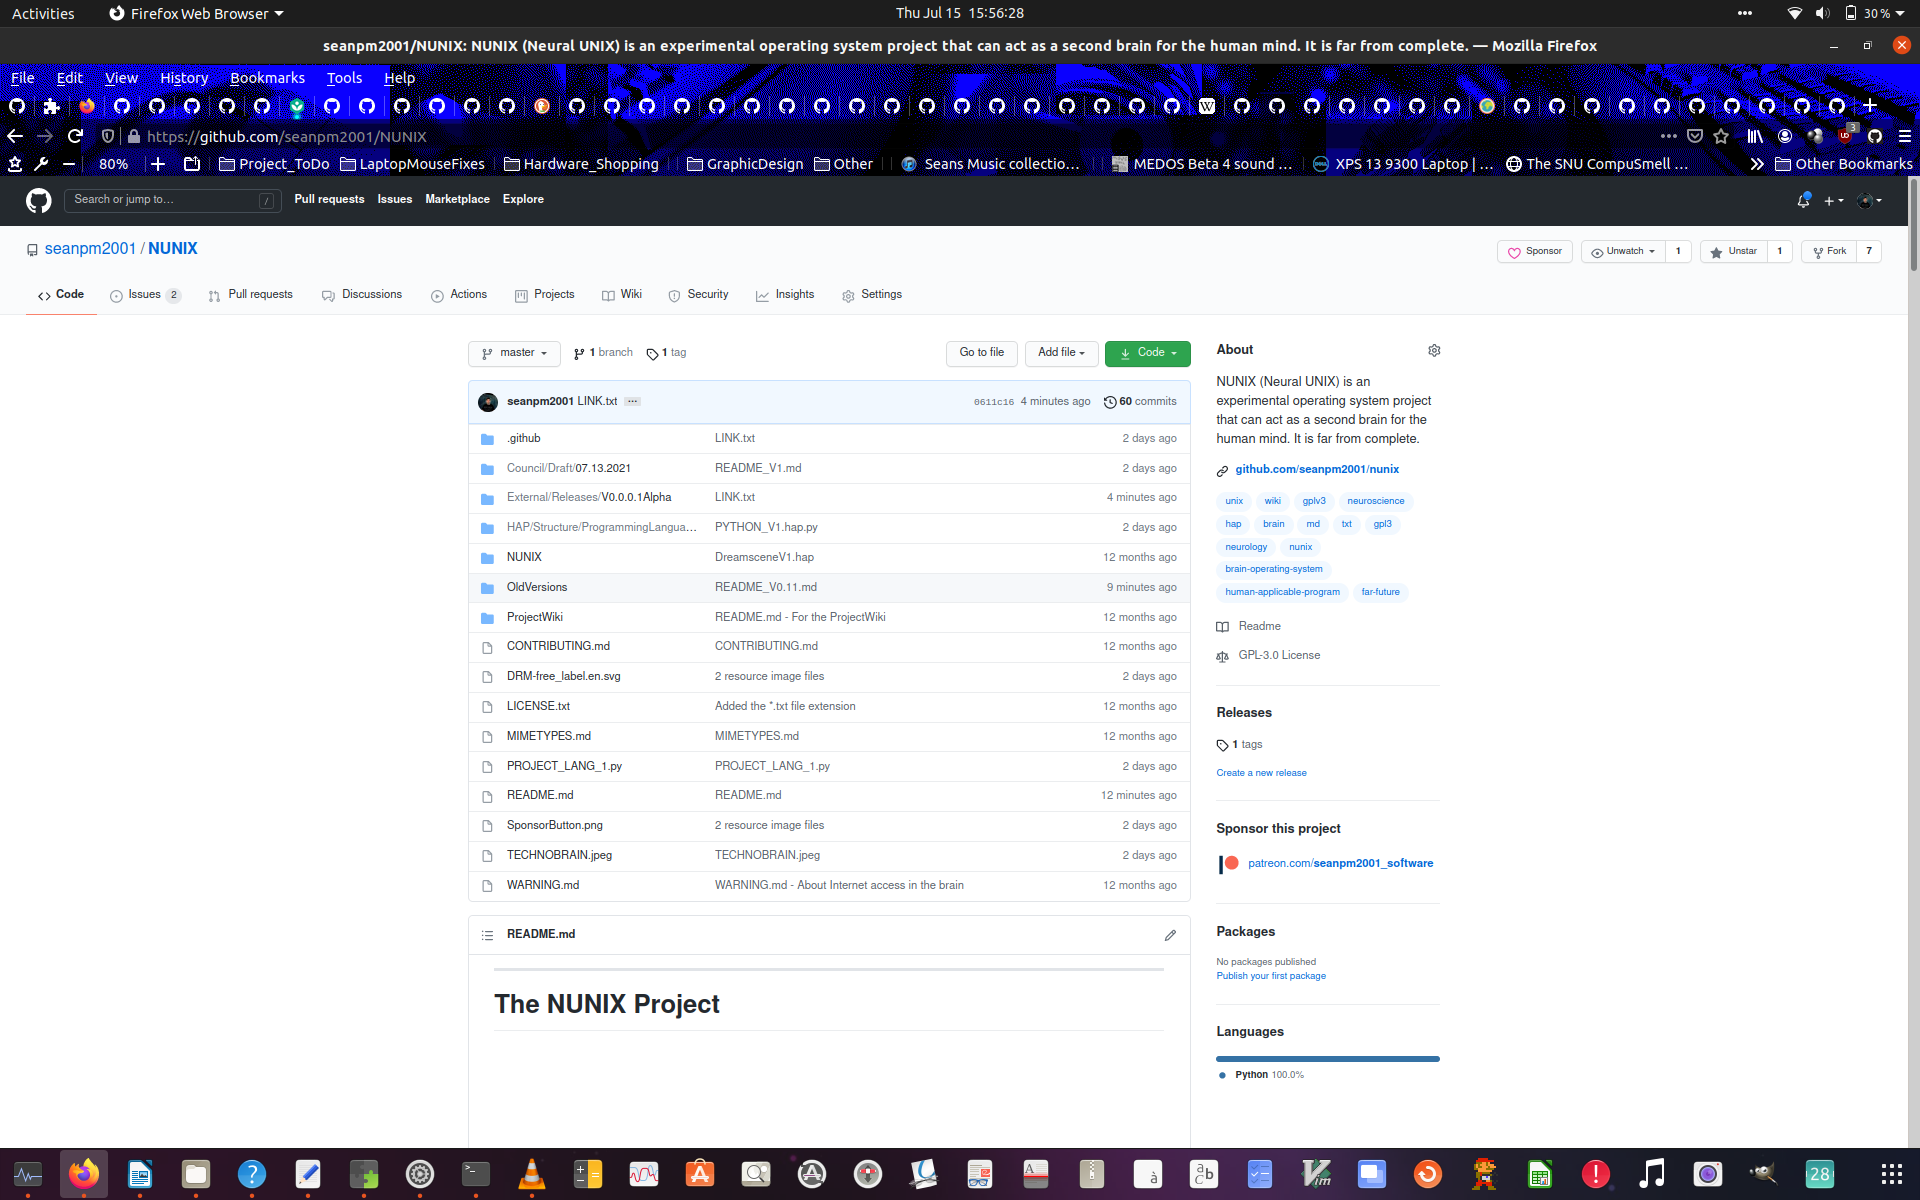 Activities Firefox Web Browser Thu Jul 15 15:56:28 30 %
seanpm2001/NUNIX: NUNIX (Neural UNIX) is an experimental operating system project that can act as a second brain for the human mind. It is far from complete. — Mozilla Firefox
File Edit View History Bookmarks Tools Help
https://github.com/seanpm2001/NUNIX 3
80% Project_ToDo LaptopMouseFixes Hardware_Shopping GraphicDesign Other Seans Music collectio… MEDOS Beta 4 sound … XPS 13 9300 Laptop | … The SNU CompuSmell … Other Bookmarks
Search or jump to… / Pull requests Issues Marketplace Explore
seanpm2001 / NUNIX Sponsor Unwatch 1 Unstar 1 Fork 7
Code Issues 2 Pull requests Discussions Actions Projects Wiki Security Insights Settings
master 1 branch 1 tag Go to file Add file Code
seanpm2001 LINK.txt ... 0611c16 4 minutes ago 60 commits
.github LINK.txt 2 days ago
Council/Draft/07.13.2021 README_V1.md 2 days ago
External/Releases/V0.0.0.1Alpha LINK.txt 4 minutes ago
HAP/Structure/ProgrammingLangua… PYTHON_V1.hap.py 2 days ago
NUNIX DreamsceneV1.hap 12 months ago
OldVersions README_V0.11.md 9 minutes ago
ProjectWiki README.md - For the ProjectWiki 12 months ago
CONTRIBUTING.md CONTRIBUTING.md 12 months ago
DRM-free_label.en.svg 2 resource image files 2 days ago
LICENSE.txt Added the *.txt file extension 12 months ago
MIMETYPES.md MIMETYPES.md 12 months ago
PROJECT_LANG_1.py PROJECT_LANG_1.py 2 days ago
README.md README.md 12 minutes ago
SponsorButton.png 2 resource image files 2 days ago
TECHNOBRAIN.jpeg TECHNOBRAIN.jpeg 2 days ago
WARNING.md WARNING.md - About Internet access in the brain 12 months ago
README.md
The NUNIX Project
About
NUNIX (Neural UNIX) is an
experimental operating system project
that can act as a second brain for the
human mind. It is far from complete.
github.com/seanpm2001/nunix
unix wiki gplv3 neuroscience
hap brain md txt gpl3
neurology nunix
brain-operating-system
human-applicable-program far-future
Readme
GPL-3.0 License
Releases
1 tags
Create a new release
Sponsor this project
patreon.com/seanpm2001_software
Packages
No packages published
Publish your first package
Languages
Python 100.0%
28